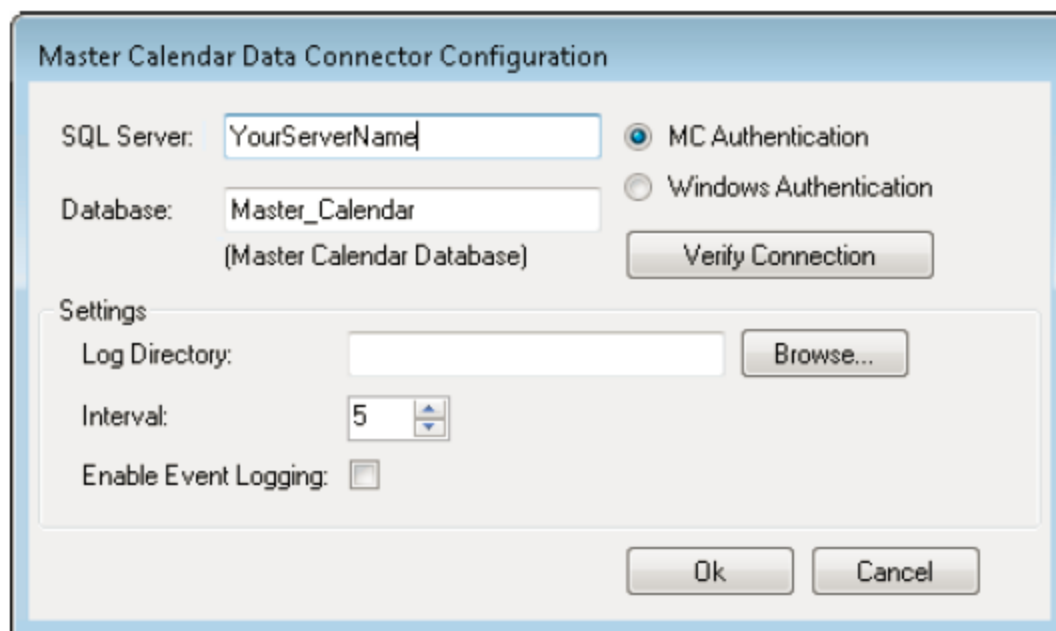 Master Calendar Data Connector Configuration
SQL Server: YourServerName MC Authentication
Windows Authentication
Database: Master_Calendar
(Master Calendar Database) Verify Connection
Settings
Log Directory: Browse...
Interval: 5
Enable Event Logging:
Ok Cancel